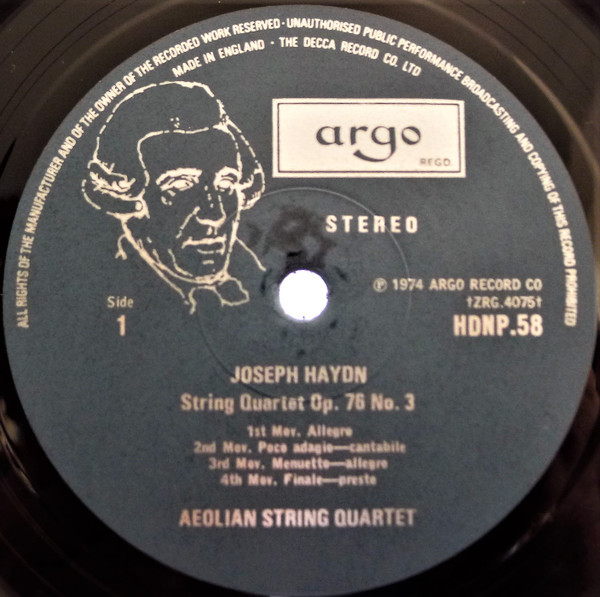 ALL RIGHTS OF THE MANUFACTURER AND OF THE OWNER OF THE RECORDED WORK RESERVED · UNAUTHORISED PUBLIC PERFORMANCE BROADCASTING AND COPYING OF THIS RECORD PROHIBITED
MADE IN ENGLAND · THE DECCA RECORD CO. LTD
argo
REGD.
STEREO
℗ 1974 ARGO RECORD CO
†ZRG.4075†
HDNP.58
Side
1
JOSEPH HAYDN
String Quartet Op. 76 No. 3
1st Mov. Allegro
2nd Mov. Poco adagio—cantabile
3rd Mov. Menuetto—allegro
4th Mov. Finale—presto
AEOLIAN STRING QUARTET